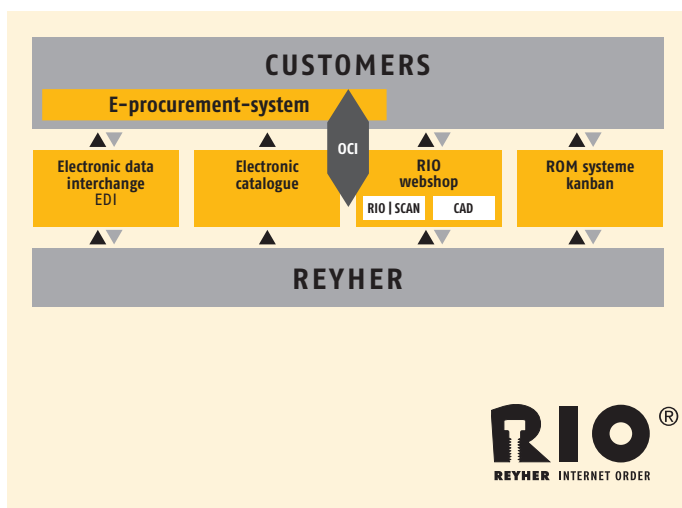 CUSTOMERS
E-procurement-system
OCI
Electronic data
interchange
EDI
Electronic
catalogue
RIO
webshop
RIO | SCAN
CAD
ROM systeme
kanban
REYHER
RIO®
REYHER INTERNET ORDER